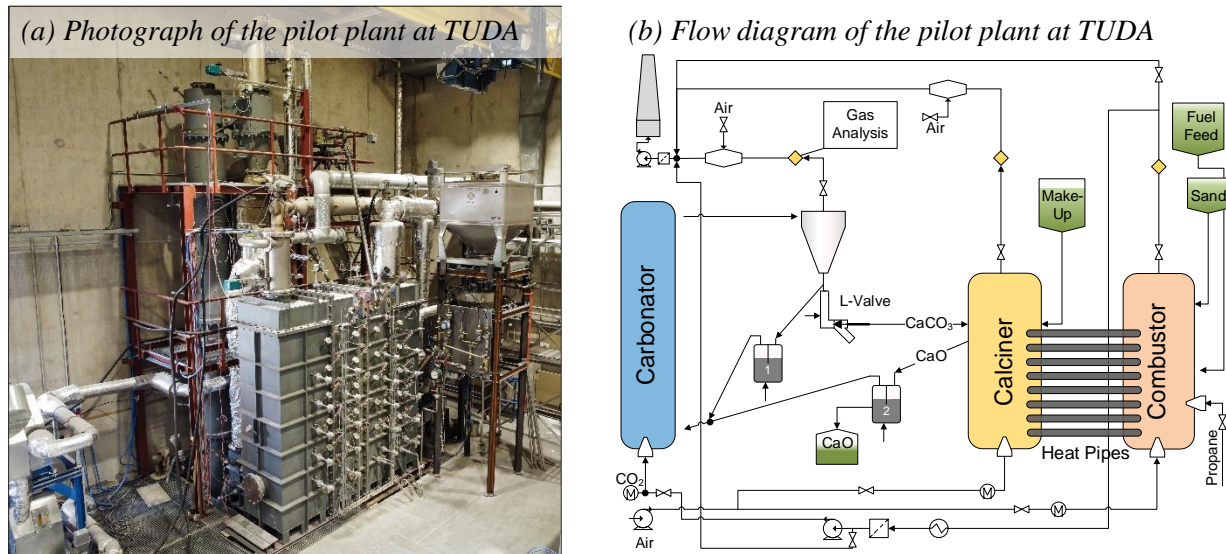 (a) Photograph of the pilot plant at TUDA
(b) Flow diagram of the pilot plant at TUDA
Air
Gas
Analysis
Air
Fuel
Feed
Sand
Make-
Up
Carbonator
L-Valve
CaCO₃
CaO
1
2
CaO
Calciner
Combustor
Heat Pipes
Propane
CO₂
M
Air
M
M